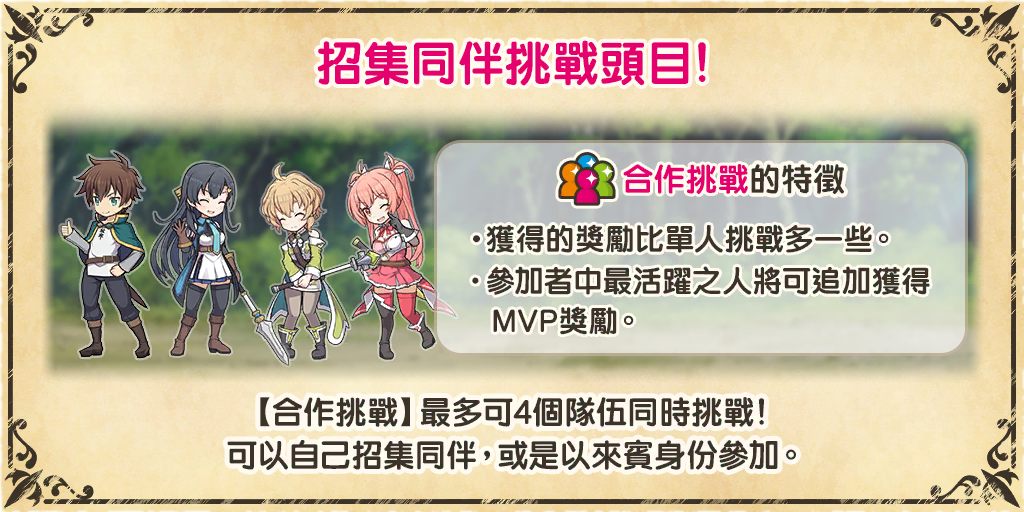 招集同伴挑戰頭目!
合作挑戰的特徵
・獲得的獎勵比單人挑戰多一些。
・參加者中最活躍之人將可追加獲得
MVP獎勵。
【合作挑戰】最多可4個隊伍同時挑戰!
可以自己招集同伴,或是以來賓身份參加。